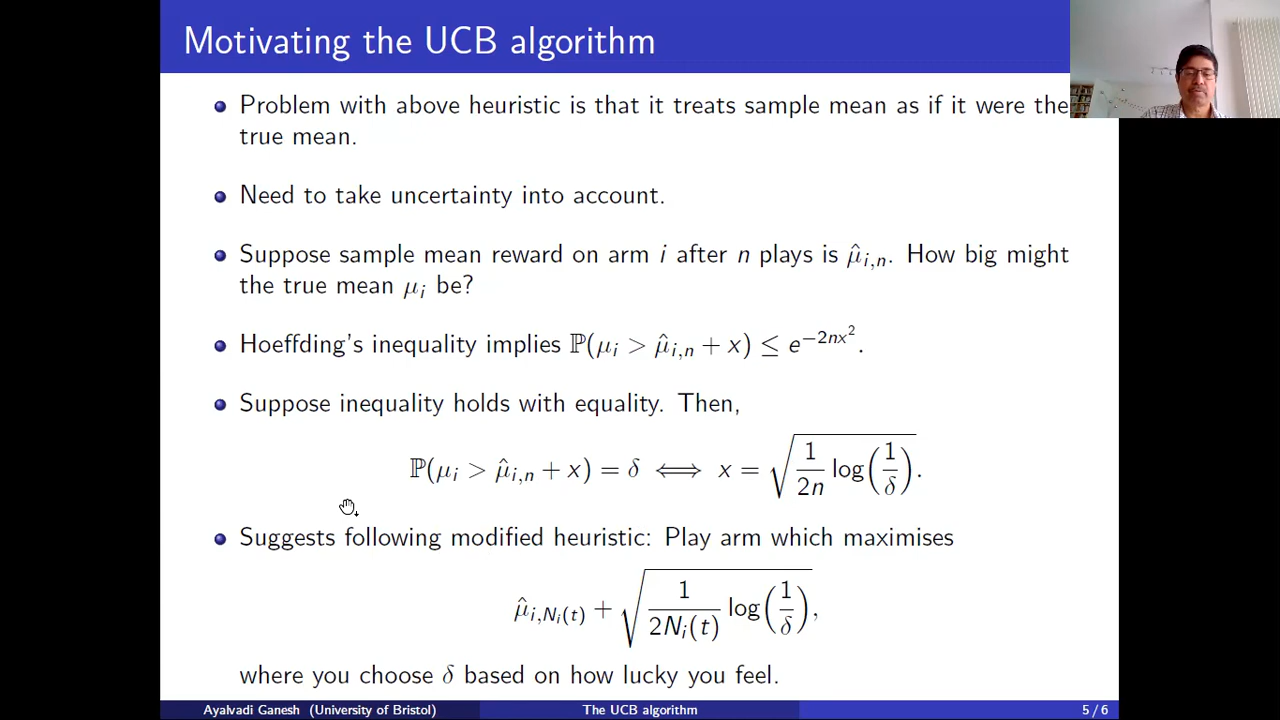 Motivating the UCB algorithm
Problem with above heuristic is that it treats sample mean as if it were the
true mean.
Need to take uncertainty into account.
Suppose sample mean reward on arm i after n plays is μ̂_{i,n}. How big might
the true mean μ_i be?
Hoeffding's inequality implies ℙ(μ_i > μ̂_{i,n} + x) ≤ e^{−2nx²}.
Suppose inequality holds with equality. Then,
ℙ(μ_i > μ̂_{i,n} + x) = δ ⟺ x = √(1/2n log(1/δ)).
Suggests following modified heuristic: Play arm which maximises
μ̂_{i,N_i(t)} + √(1/2N_i(t) log(1/δ)),
where you choose δ based on how lucky you feel.
Ayalvadi Ganesh (University of Bristol) The UCB algorithm 5 / 6